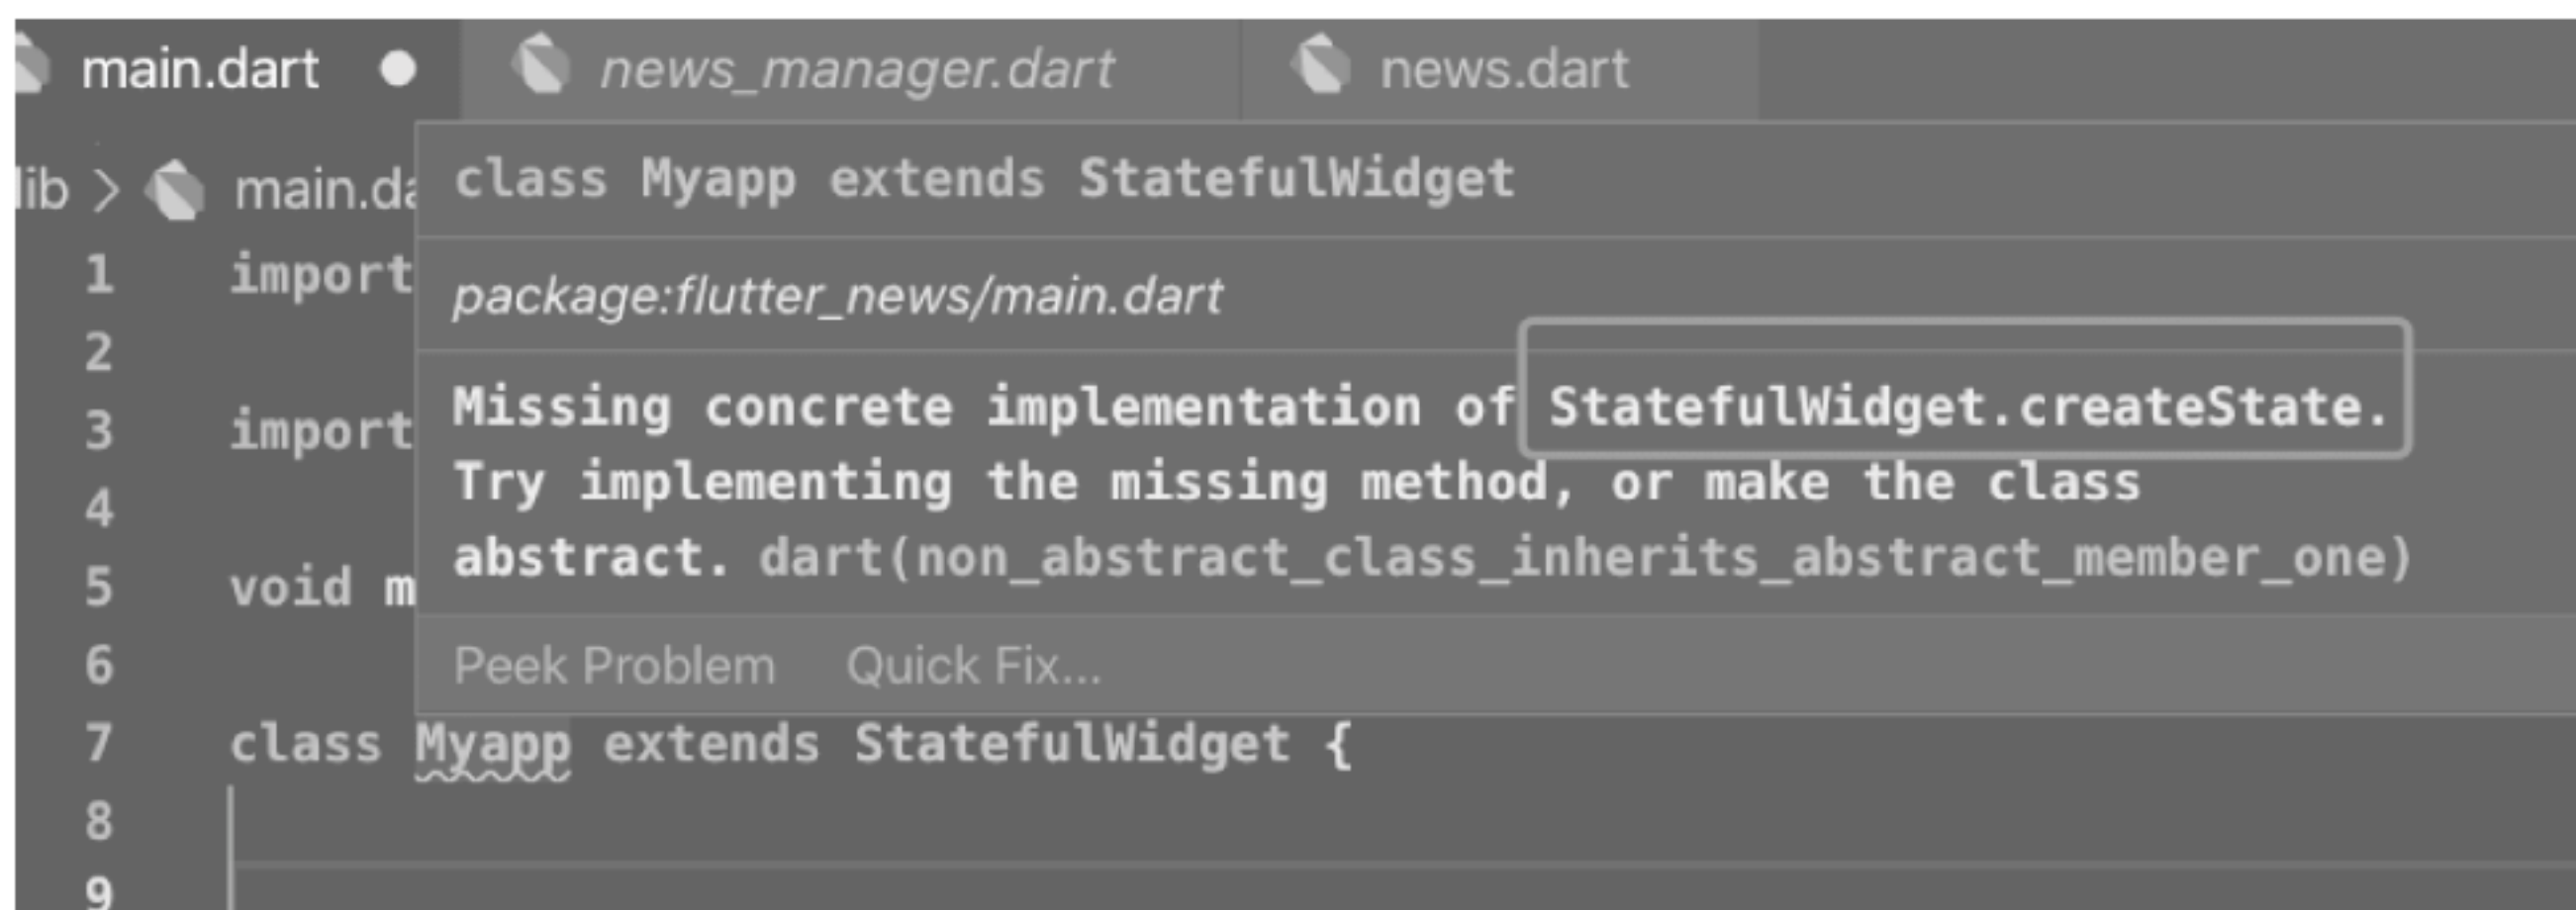 main.dart news_manager.dart news.dart
lib > main.da
class Myapp extends StatefulWidget
package:flutter_news/main.dart
Missing concrete implementation of StatefulWidget.createState.
Try implementing the missing method, or make the class
abstract. dart(non_abstract_class_inherits_abstract_member_one)
Peek Problem Quick Fix...
1 import
2
3 import
4
5 void m
6
7 class Myapp extends StatefulWidget {
8
9